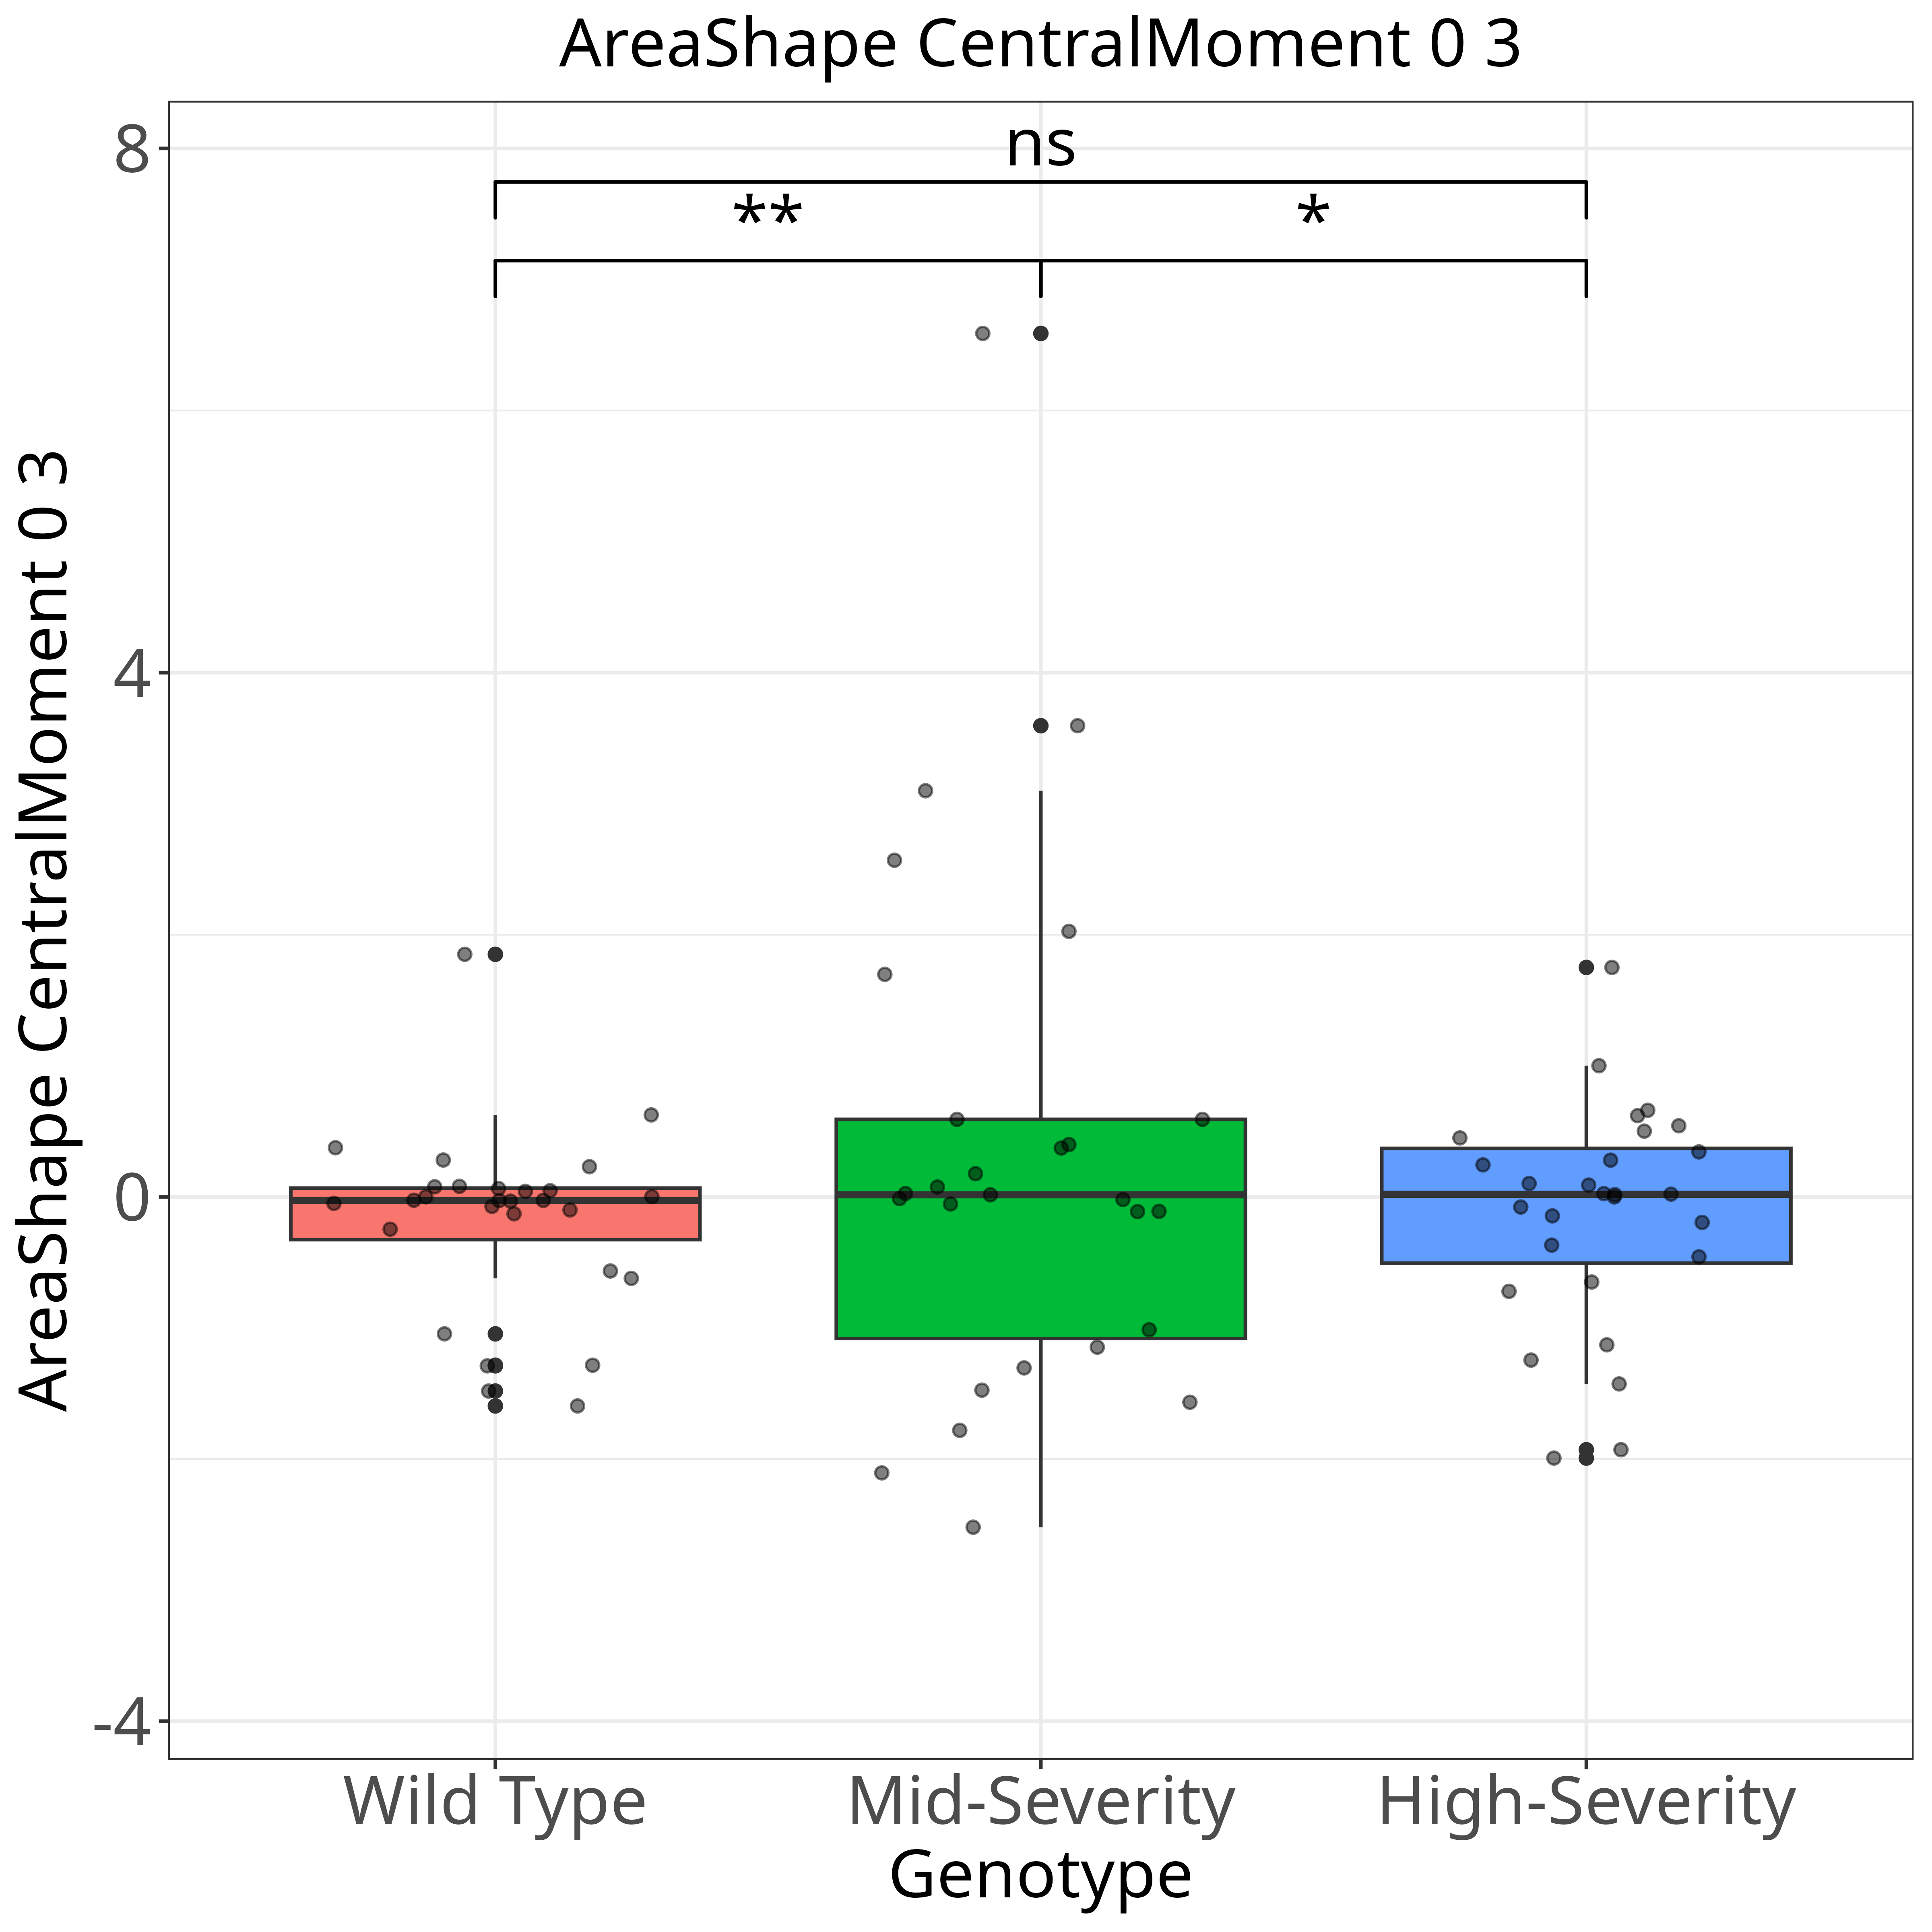 AreaShape CentralMoment 0 3
AreaShape CentralMoment 0 3
8
4
0
-4
ns
**
*
Wild Type
Mid-Severity
High-Severity
Genotype